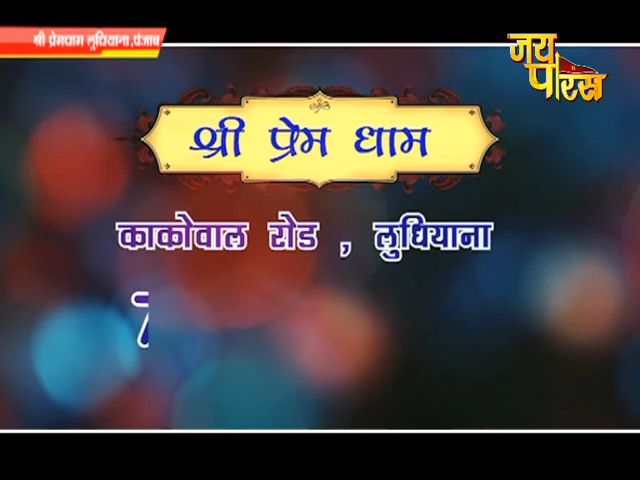 श्री प्रेमधाम लुधियाना,पंजाब
जय
पारस
श्री प्रेम धाम
काकोवाल रोड , लुधियाना